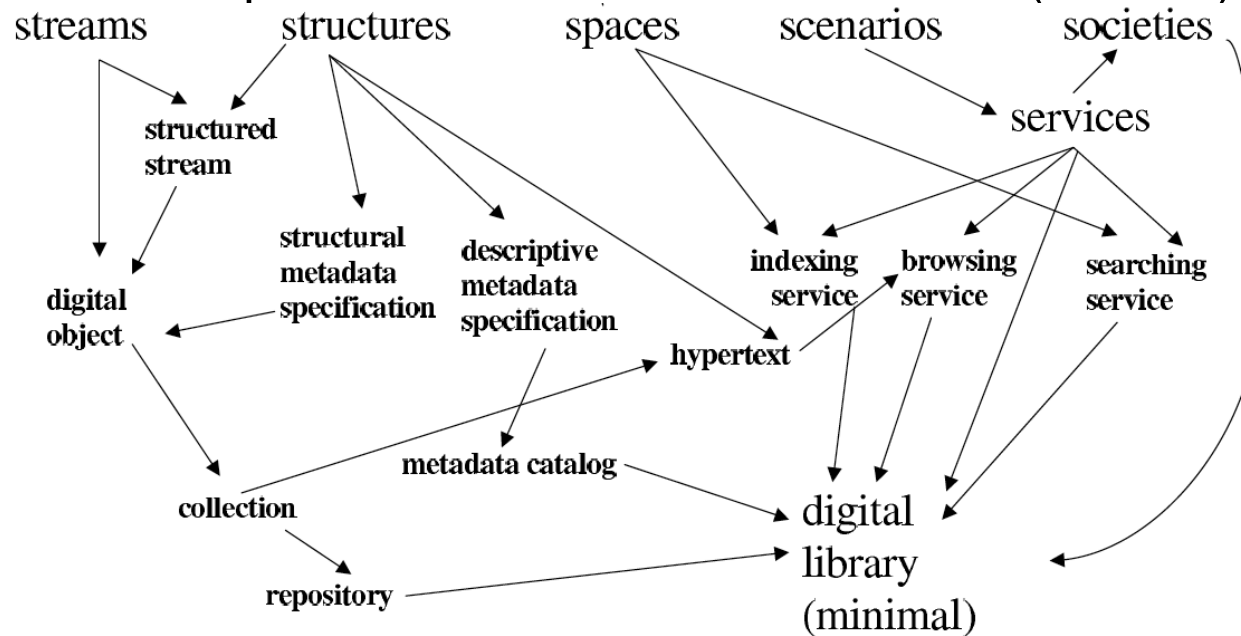 streams
structures
spaces
scenarios
societies
services
structured
stream
structural
metadata
specification
descriptive
metadata
specification
indexing
service
browsing
service
searching
service
digital
object
hypertext
metadata catalog
collection
repository
digital
library
(minimal)